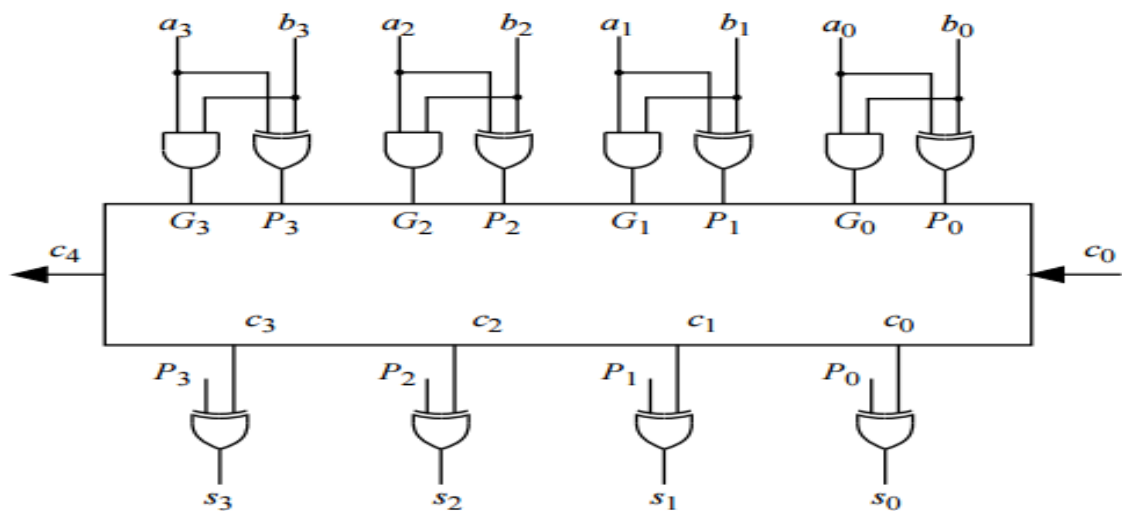 a3 b3 a2 b2 a1 b1 a0 b0
G3 P3 G2 P2 G1 P1 G0 P0
c4 c0
c3 c2 c1 c0
P3 P2 P1 P0
s3 s2 s1 s0